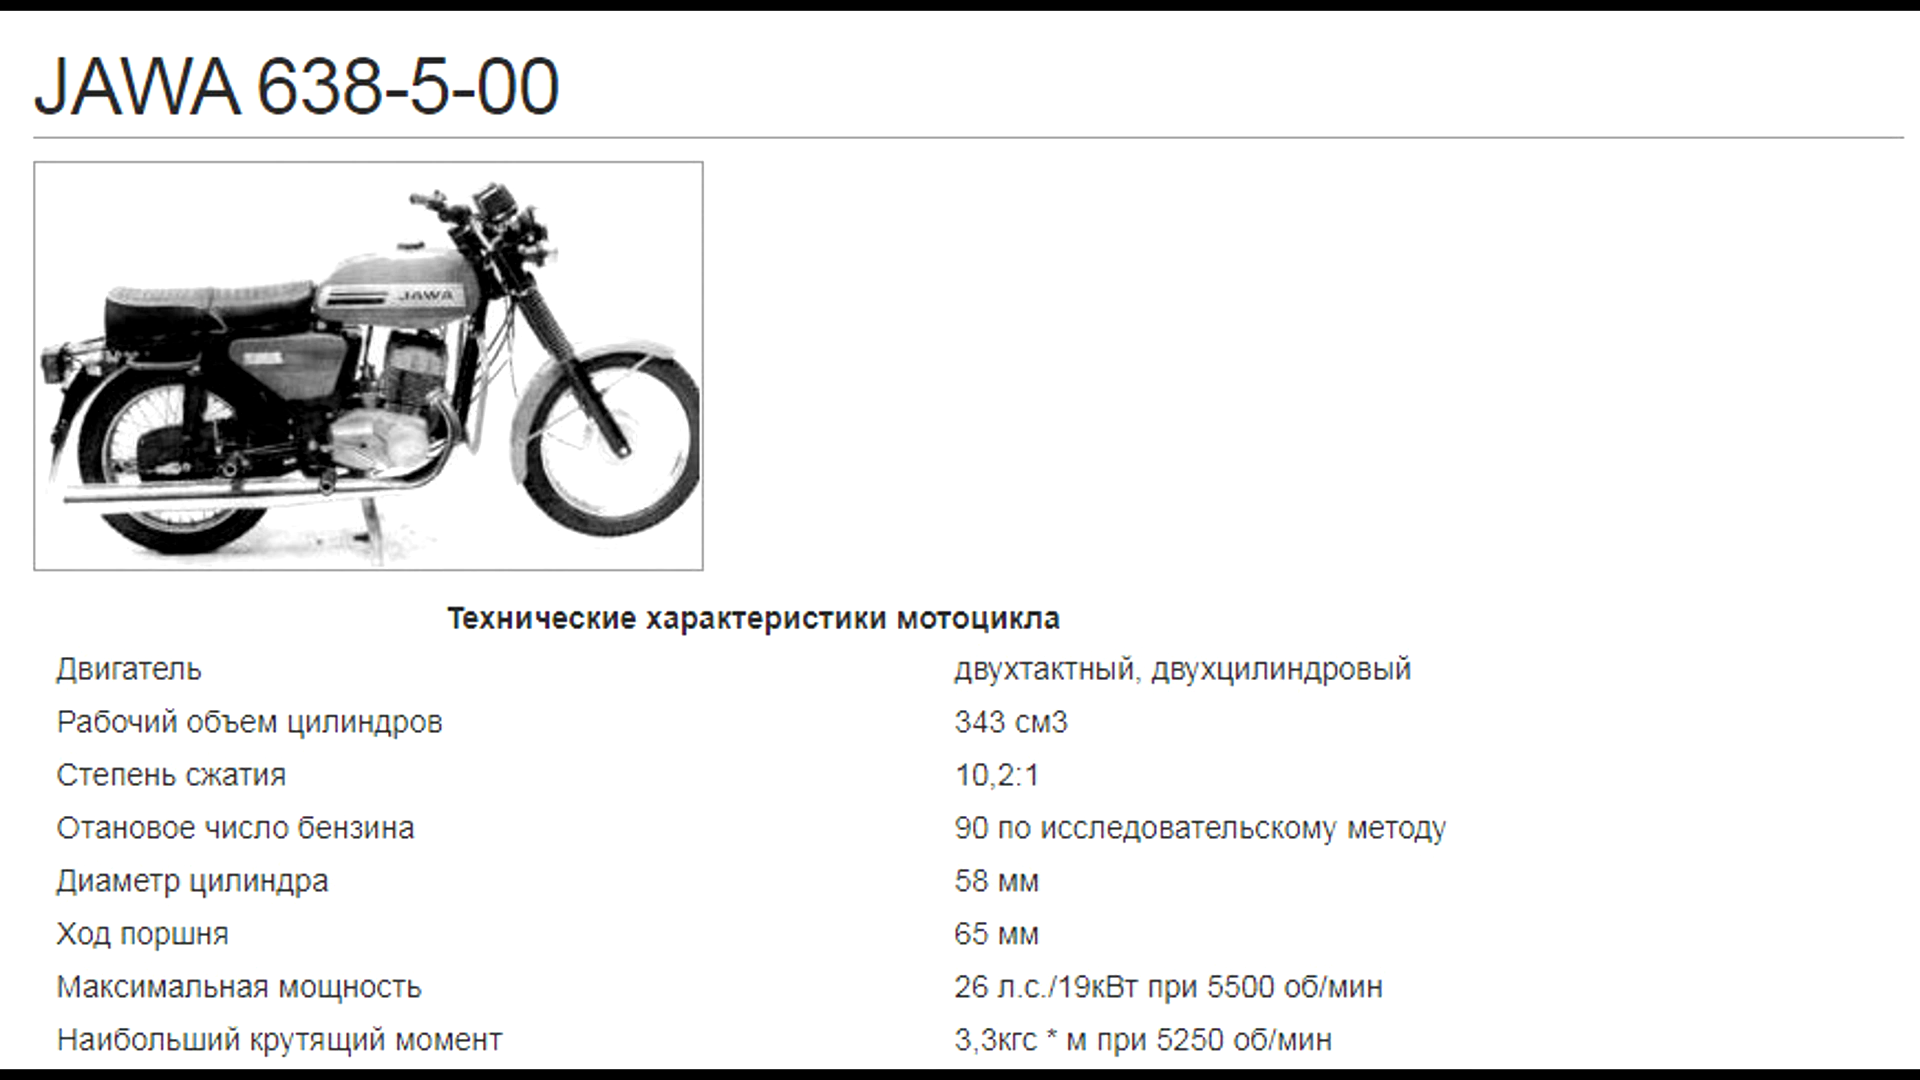 JAWA 638-5-00
JAWA
Технические характеристики мотоцикла
Двигатель двухтактный, двухцилиндровый
Рабочий объем цилиндров 343 см3
Степень сжатия 10,2:1
Отановое число бензина 90 по исследовательскому методу
Диаметр цилиндра 58 мм
Ход поршня 65 мм
Максимальная мощность 26 л.с./19кВт при 5500 об/мин
Наибольший крутящий момент 3,3кгс * м при 5250 об/мин